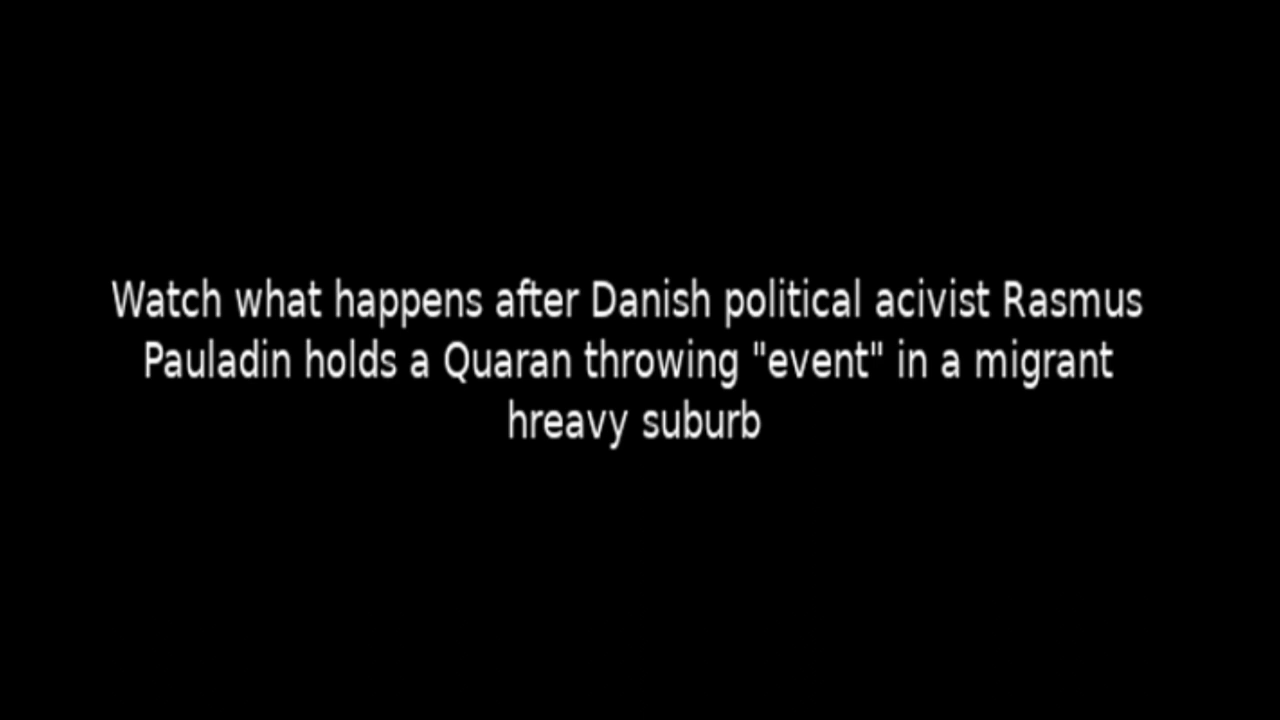 Watch what happens after Danish political acivist Rasmus
Pauladin holds a Quaran throwing "event" in a migrant
hreavy suburb